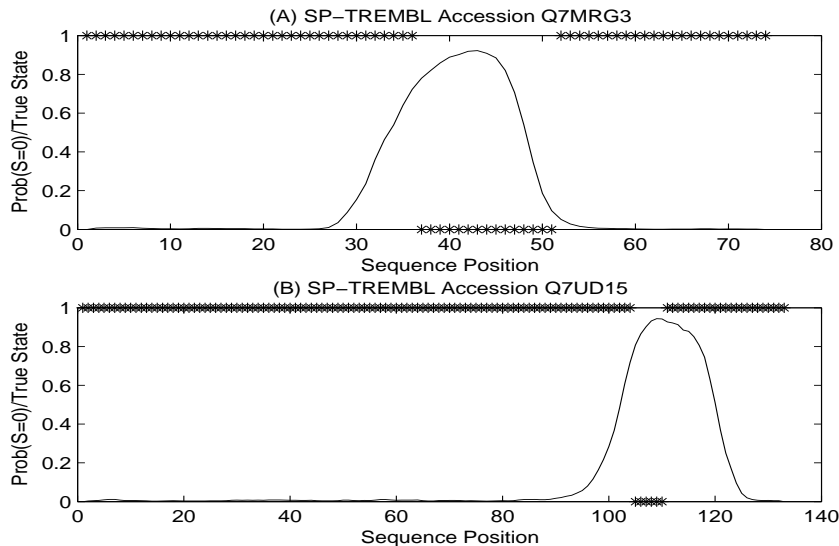 (A) SP−TREMBL Accession Q7MRG3
Prob(S=0)/True State
1
0.8
0.6
0.4
0.2
0
0 10 20 30 40 50 60 70 80
Sequence Position
(B) SP−TREMBL Accession Q7UD15
Prob(S=0)/True State
1
0.8
0.6
0.4
0.2
0
0 20 40 60 80 100 120 140
Sequence Position